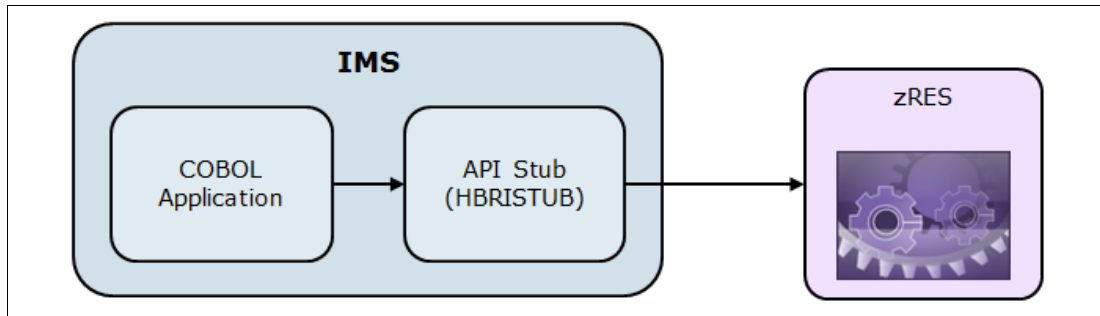 IMS
COBOL
Application
API Stub
(HBRISTUB)
zRES